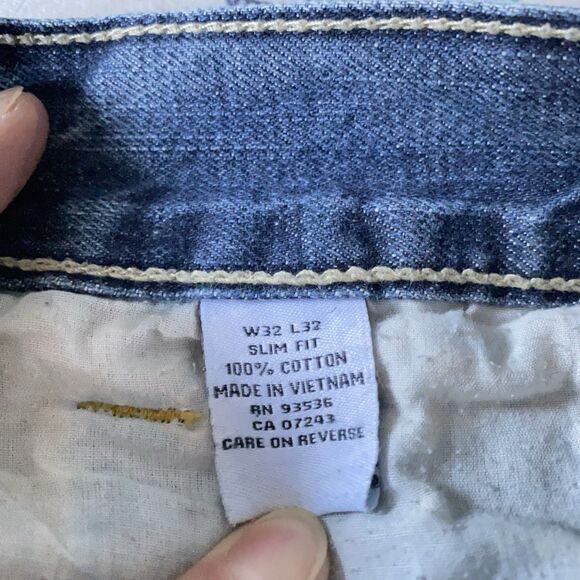 W32 L32
SLIM FIT
100% COTTON
MADE IN VIETNAM
RN 93536
CA 07243
CARE ON REVERSE